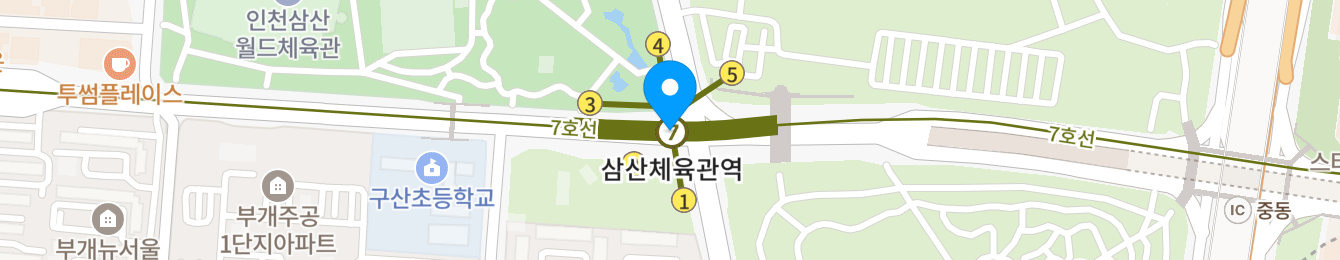 인천삼산
월드체육관
4
5
투썸플레이스
3
7호선
7
7호선
삼산체육관역
구산초등학교
1
부개주공
1단지아파트
부개뉴서울
IC
중동